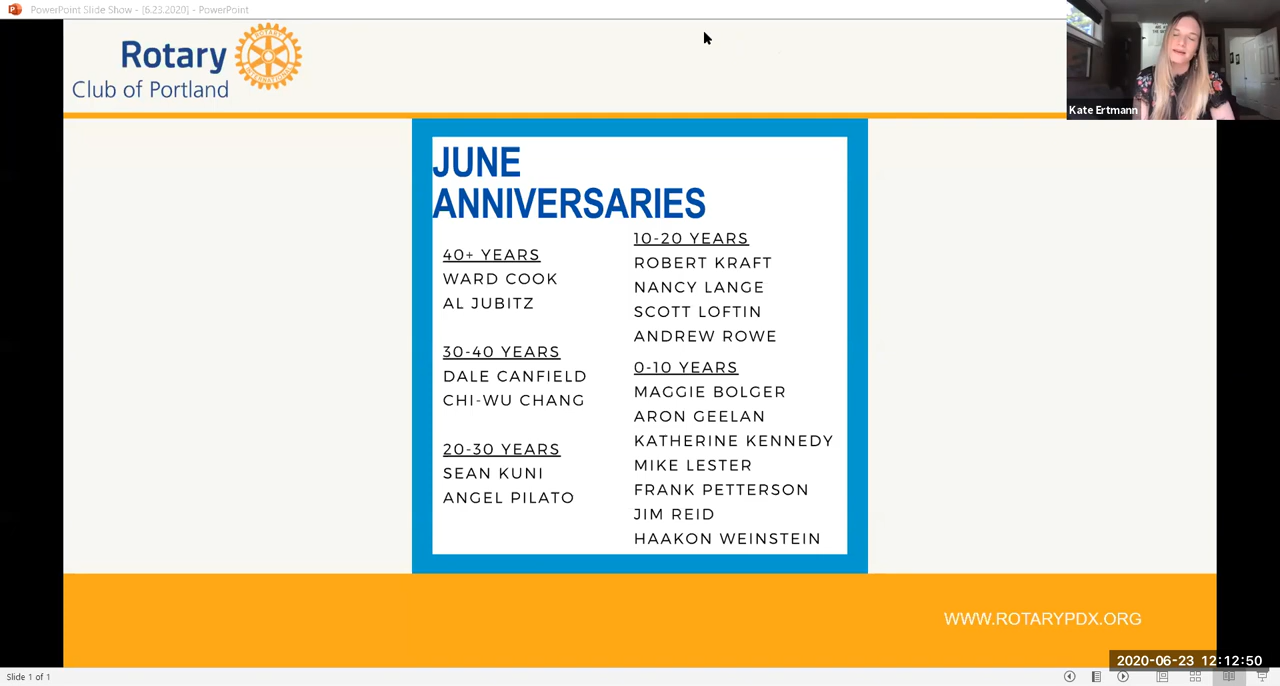 PowerPoint Slide Show - [6.23.2020] - PowerPoint
Rotary
Club of Portland
Kate Ertmann
JUNE
ANNIVERSARIES
40+ YEARS
WARD COOK
AL JUBITZ
30-40 YEARS
DALE CANFIELD
CHI-WU CHANG
20-30 YEARS
SEAN KUNI
ANGEL PILATO
10-20 YEARS
ROBERT KRAFT
NANCY LANGE
SCOTT LOFTIN
ANDREW ROWE
0-10 YEARS
MAGGIE BOLGER
ARON GEELAN
KATHERINE KENNEDY
MIKE LESTER
FRANK PETTERSON
JIM REID
HAAKON WEINSTEIN
WWW.ROTARYPDX.ORG
2020-06-23 12:12:50
Slide 1 of 1